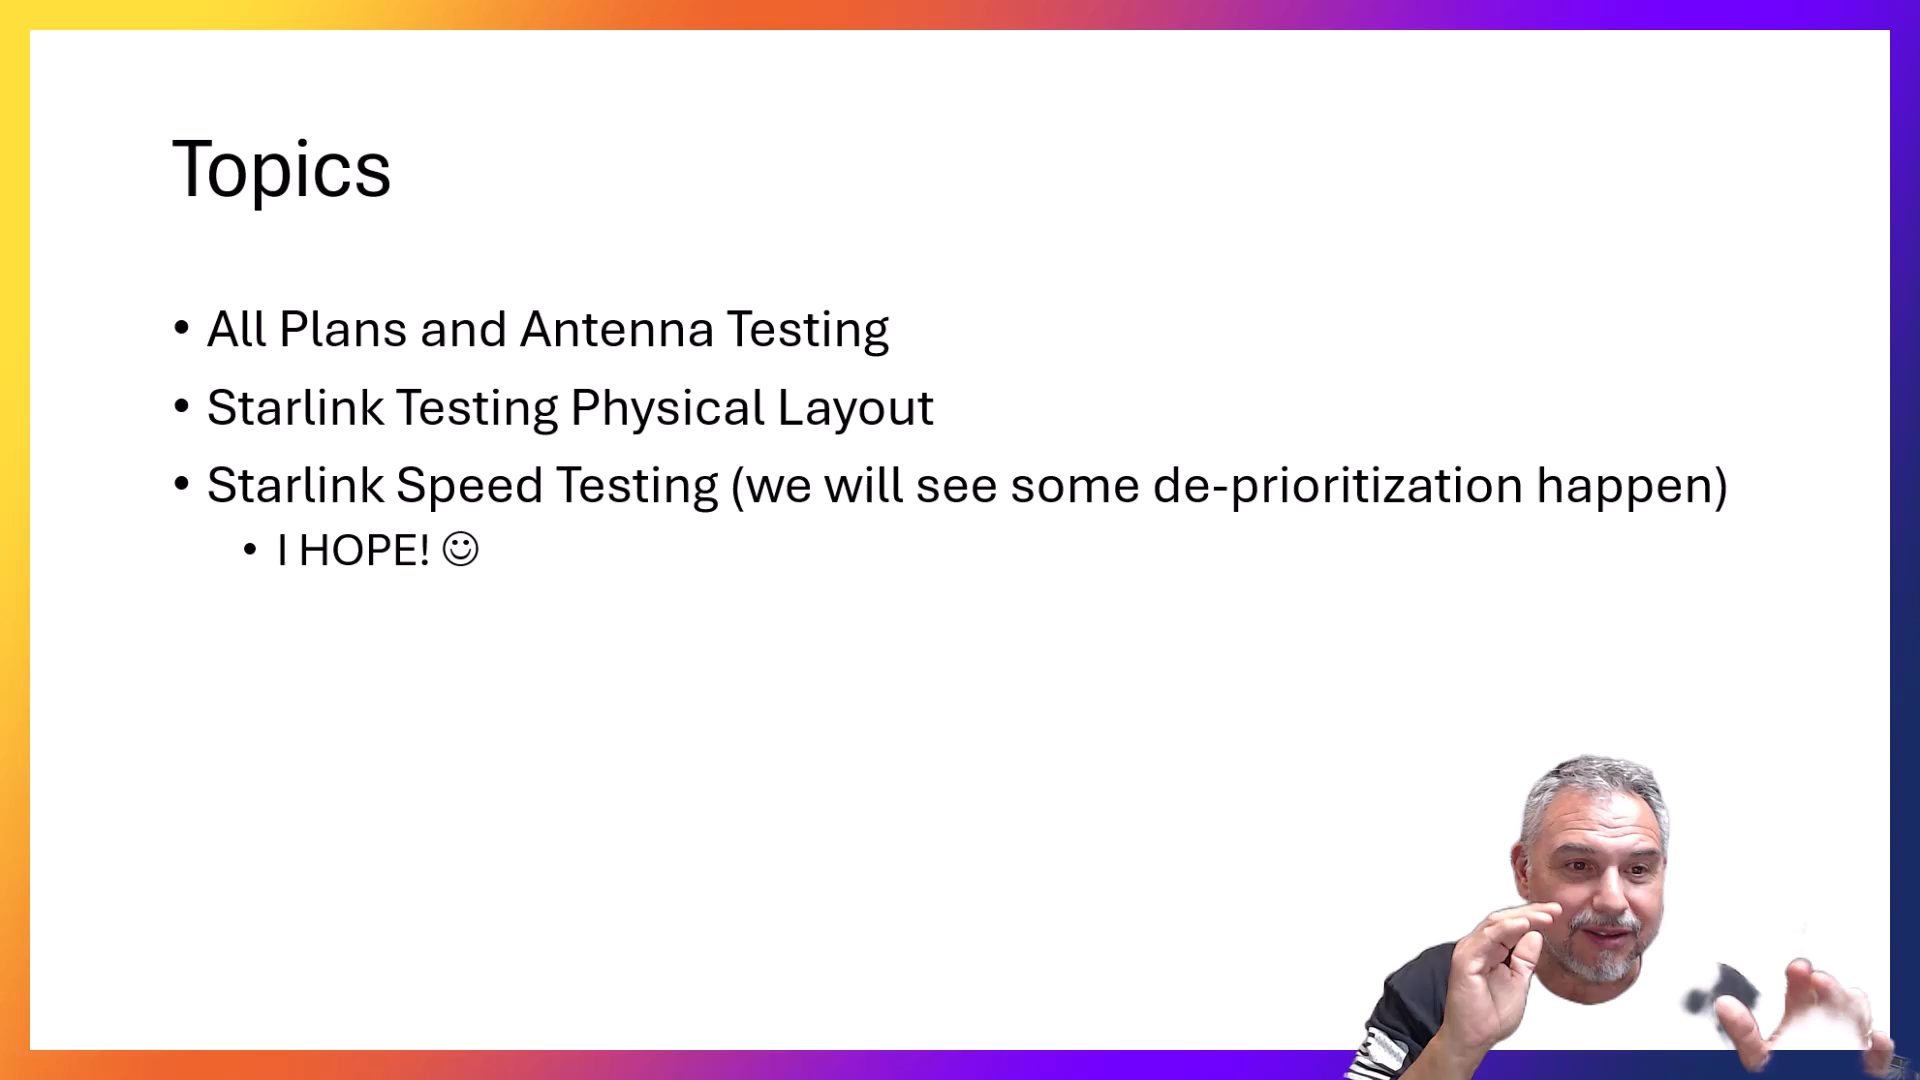 Topics
• All Plans and Antenna Testing
• Starlink Testing Physical Layout
• Starlink Speed Testing (we will see some de-prioritization happen)
• I HOPE! ☺